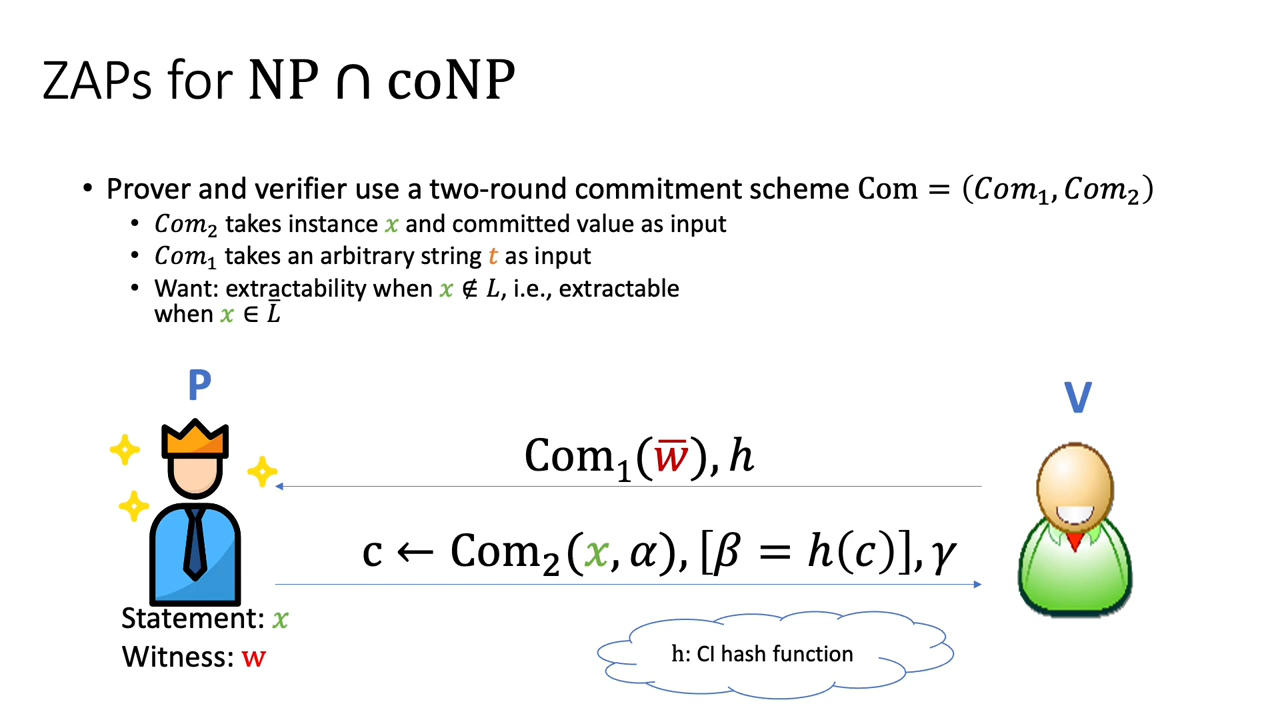 ZAPs for NP ∩ coNP
• Prover and verifier use a two-round commitment scheme Com = (Com₁, Com₂)
• Com₂ takes instance x and committed value as input
• Com₁ takes an arbitrary string t as input
• Want: extractability when x ∉ L, i.e., extractable
when x ∈ L̅
P
V
Com₁(w̅), h
c ← Com₂(x, α), [β = h(c)], γ
Statement: x
Witness: w
h: CI hash function